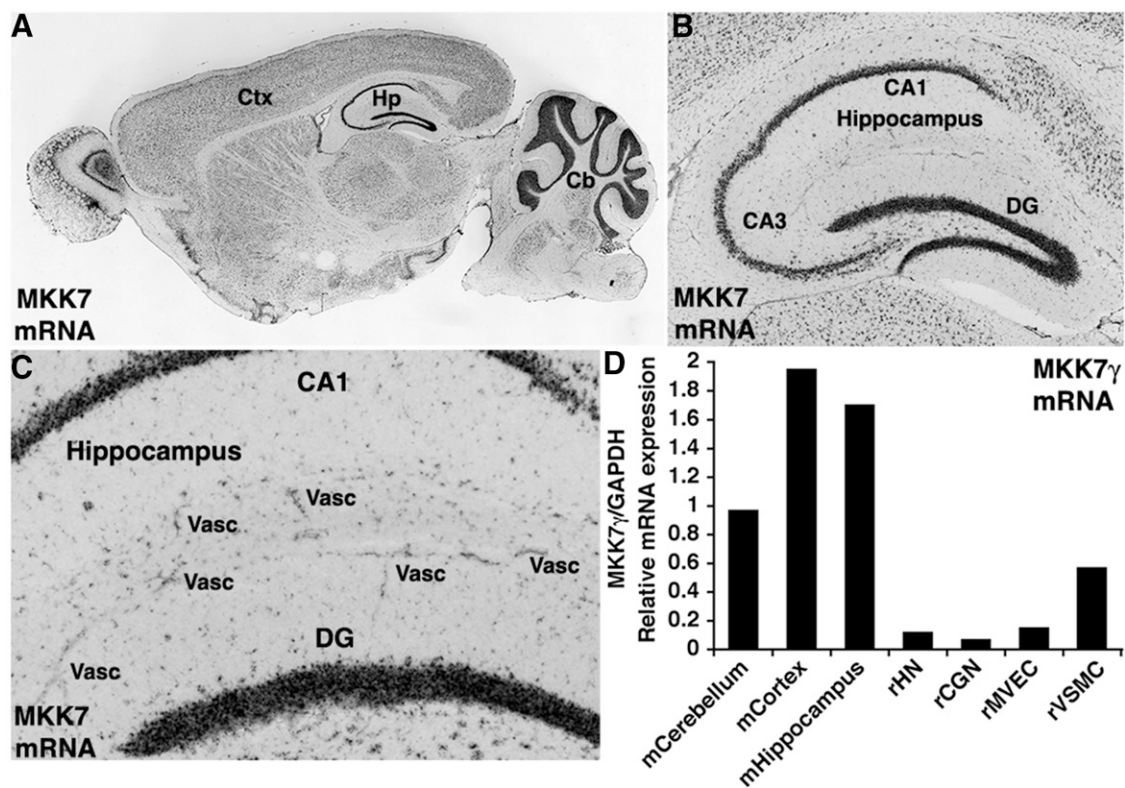 A
Ctx
Hp
Cb
MKK7
mRNA
B
CA1
Hippocampus
CA3
DG
MKK7
mRNA
C
CA1
Hippocampus
Vasc
Vasc
Vasc
Vasc
Vasc
DG
Vasc
MKK7
mRNA
D
MKK7γ
mRNA
MKK7γ/GAPDH
Relative mRNA expression
2
1.8
1.6
1.4
1.2
1
0.8
0.6
0.4
0.2
0
mCerebellum
mCortex
mHippocampus
rHN
rCGN
rMVEC
rVSMC